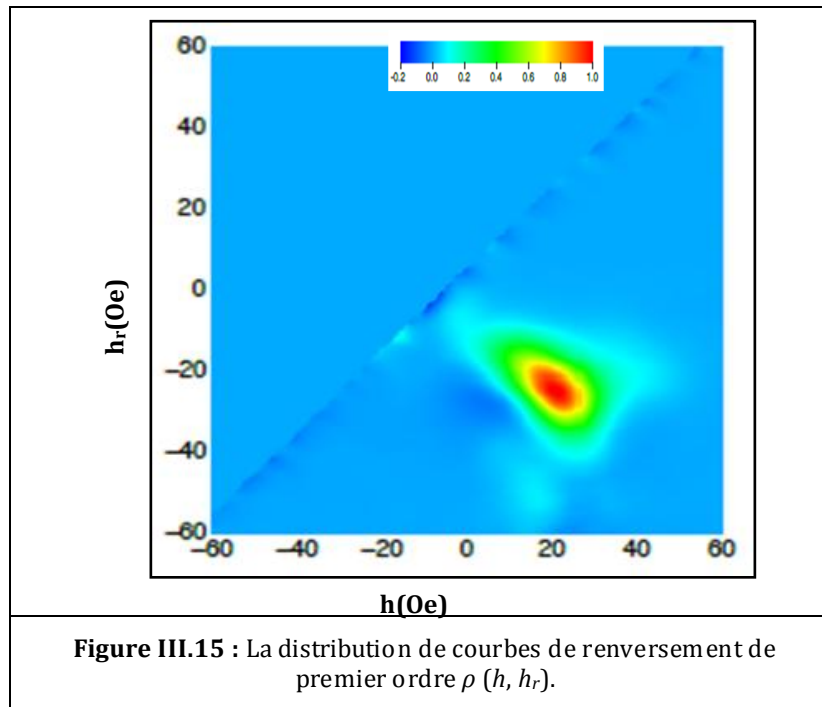 60
-0.2 0.0 0.2 0.4 0.6 0.8 1.0
40
20
0
−20
−40
−60
hr(Oe)
−60 −40 −20 0 20 40 60
h(Oe)
Figure III.15 : La distribution de courbes de renversement de
premier ordre ρ (h, hr).